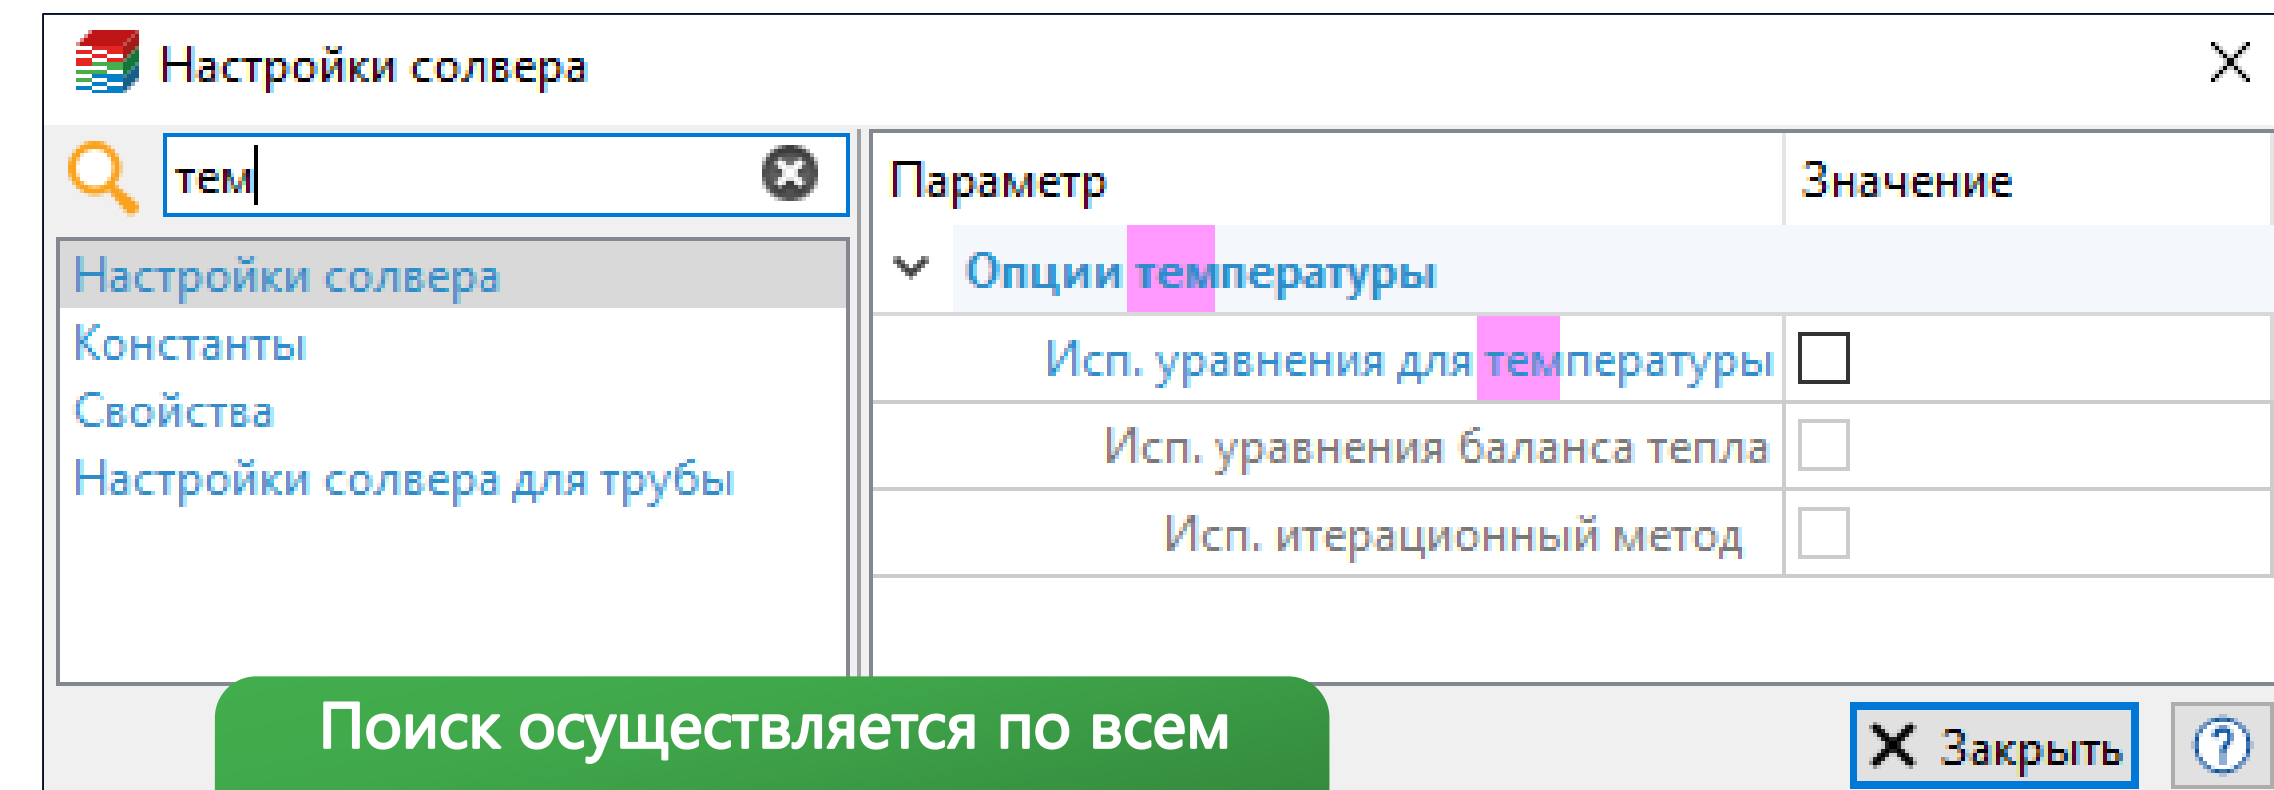 Настройки солвера
тем
Параметр Значение
Настройки солвера
Константы
Свойства
Настройки солвера для трубы
Опции температуры
Исп. уравнения для температуры
Исп. уравнения баланса тепла
Исп. итерационный метод
Поиск осуществляется по всем
Закрыть
?